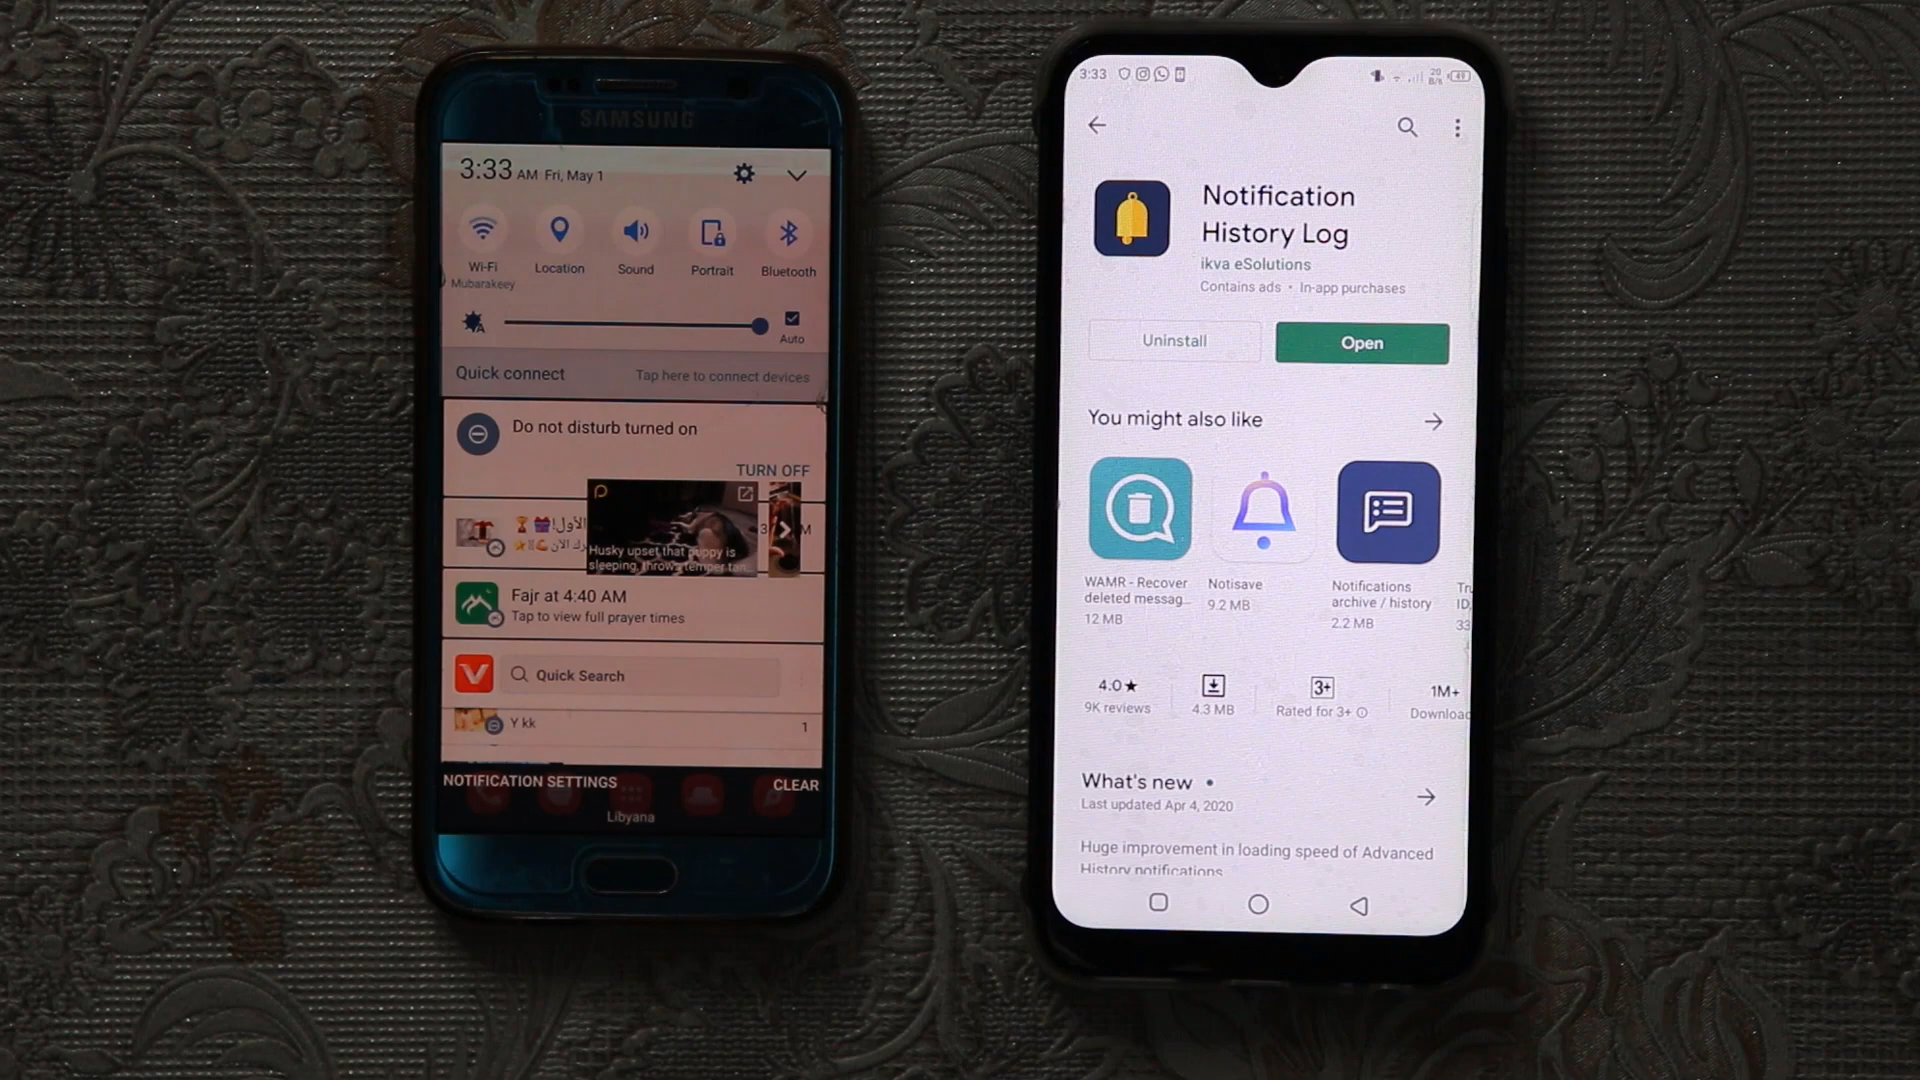 SAMSUNG
3:33 AM Fri, May 1
Wi-Fi
Mubarakeey
Location
Sound
Portrait
Bluetooth
Auto
Quick connect
Tap here to connect devices
Do not disturb turned on
TURN OFF
Husky upset that puppy is
sleeping, throws temper tan...
Fajr at 4:40 AM
Tap to view full prayer times
Quick Search
Y kk
1
NOTIFICATION SETTINGS
CLEAR
Libyana
3:33
20
B/s
49
Notification
History Log
ikva eSolutions
Contains ads • In-app purchases
Uninstall
Open
You might also like
WAMR - Recover
deleted messag...
12 MB
Notisave
9.2 MB
Notifications
archive / history
2.2 MB
Tru
ID,
33
4.0★
9K reviews
4.3 MB
3+
Rated for 3+
1M+
Download
What's new •
Last updated Apr 4, 2020
Huge improvement in loading speed of Advanced
History notifications